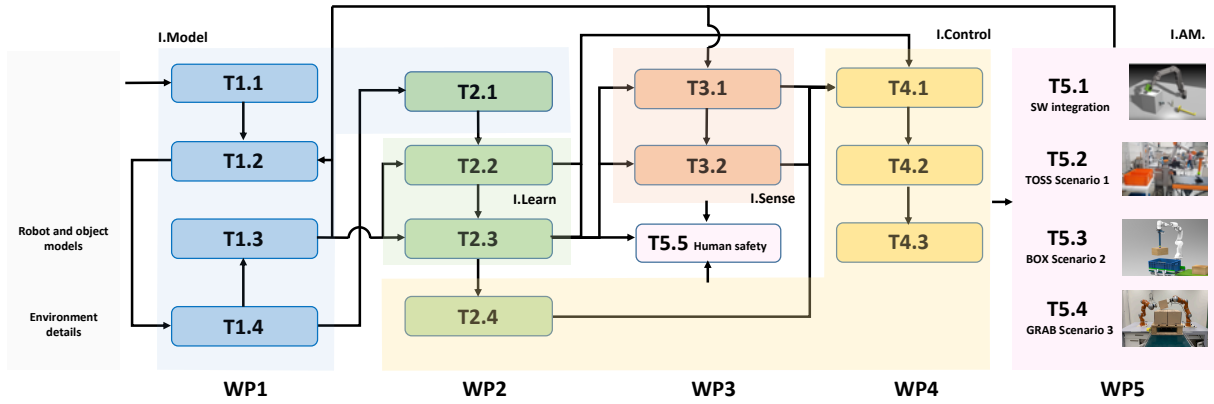 I.Model
I.Control
I.AM.
T1.1
T2.1
T3.1
T4.1
T5.1
SW integration
T1.2
T2.2
T3.2
T4.2
T5.2
TOSS Scenario 1
I.Learn
I.Sense
Robot and object
models
T1.3
T2.3
T5.5 Human safety
T4.3
T5.3
BOX Scenario 2
Environment
details
T1.4
T2.4
T5.4
GRAB Scenario 3
WP1
WP2
WP3
WP4
WP5